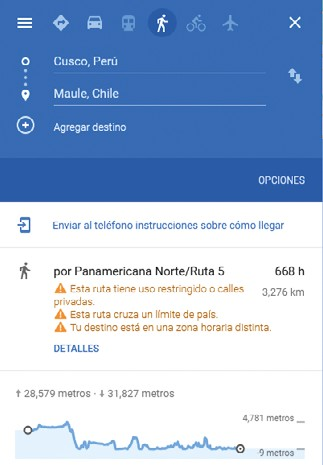 Cusco, Perú
Maule, Chile
Agregar destino
OPCIONES
Enviar al teléfono instrucciones sobre cómo llegar
por Panamericana Norte/Ruta 5 668 h
Esta ruta tiene uso restringido o calles 3,276 km
privadas.
Esta ruta cruza un límite de país.
Tu destino está en una zona horaria distinta.
DETALLES
↑ 28,579 metros · ↓ 31,827 metros
4,781 metros
-9 metros